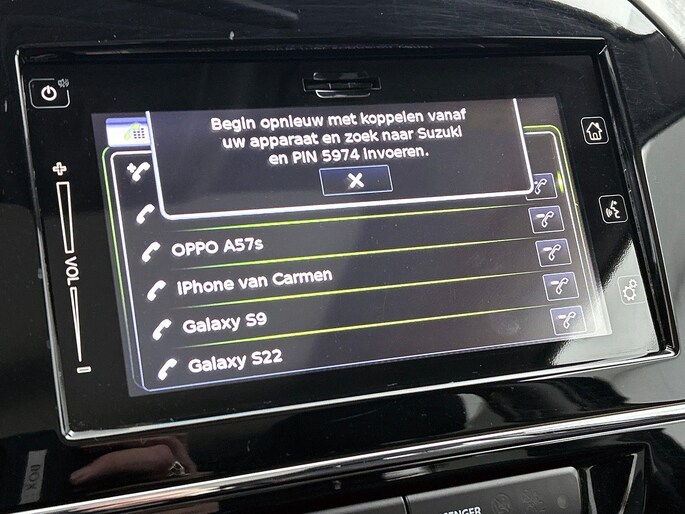 Begin opnieuw met koppelen vanaf
uw apparaat en zoek naar Suzuki
en PIN 5974 invoeren.
OPPO A57s
iPhone van Carmen
Galaxy S9
Galaxy S22
+
VOL
-
BOX